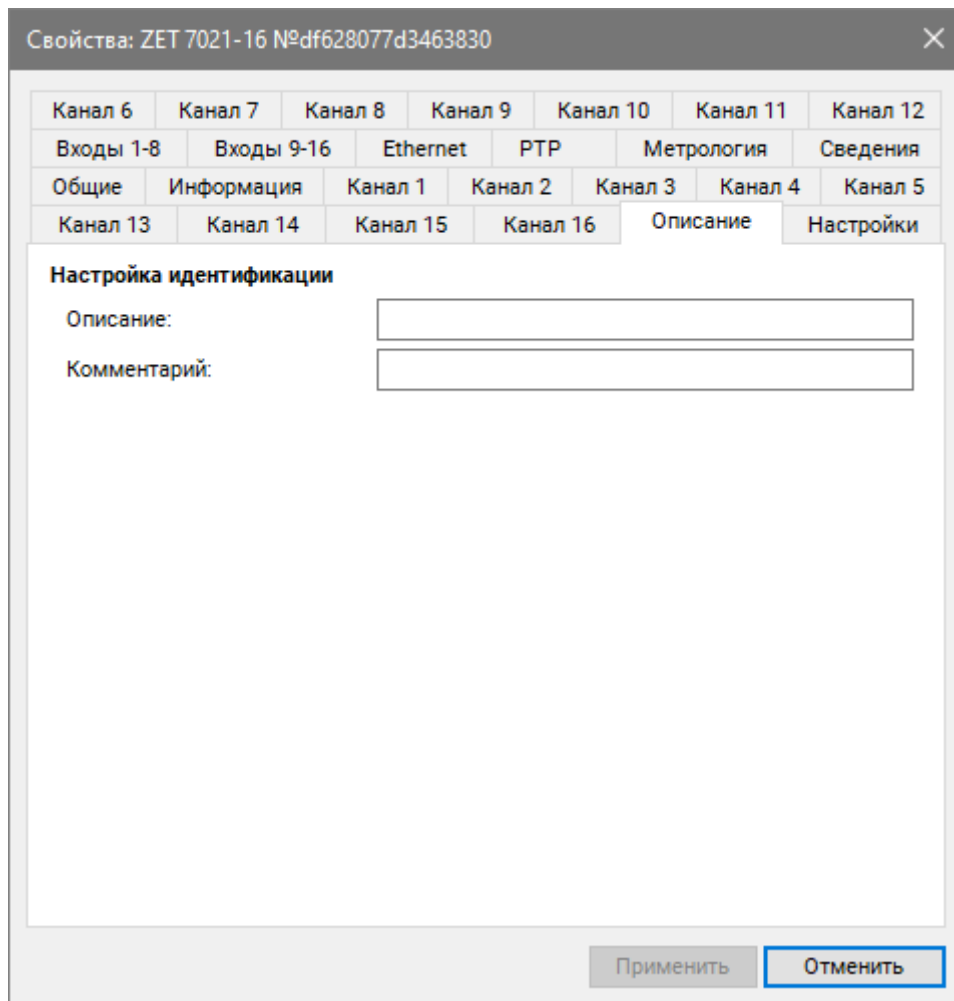 Свойства: ZET 7021-16 №df628077d3463830
Канал 6 Канал 7 Канал 8 Канал 9 Канал 10 Канал 11 Канал 12
Входы 1-8 Входы 9-16 Ethernet PTP Метрология Сведения
Общие Информация Канал 1 Канал 2 Канал 3 Канал 4 Канал 5
Канал 13 Канал 14 Канал 15 Канал 16 Описание Настройки
Настройка идентификации
Описание:
Комментарий:
Применить Отменить